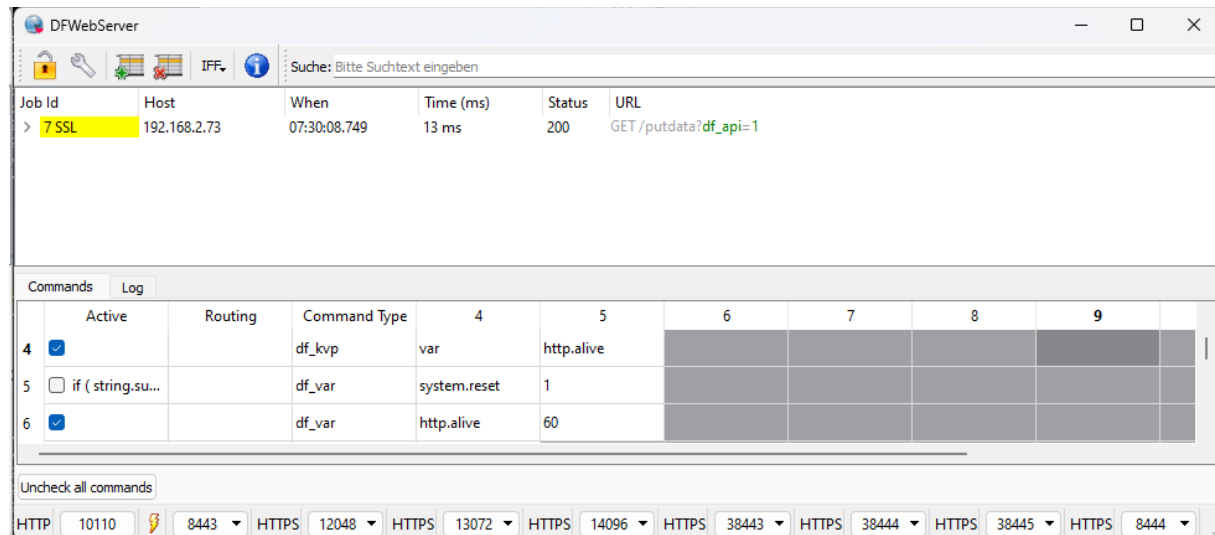 DFWebServer
IFF Suche: Bitte Suchtext eingeben
Job Id Host When Time (ms) Status URL
7 SSL 192.168.2.73 07:30:08.749 13 ms 200 GET /putdata?df_api=1
Commands Log
Active Routing Command Type 4 5 6 7 8 9
4 df_kvp var http.alive
5 if ( string.su... df_var system.reset 1
6 df_var http.alive 60
Uncheck all commands
HTTP 10110 8443 HTTPS 12048 HTTPS 13072 HTTPS 14096 HTTPS 38443 HTTPS 38444 HTTPS 38445 HTTPS 8444